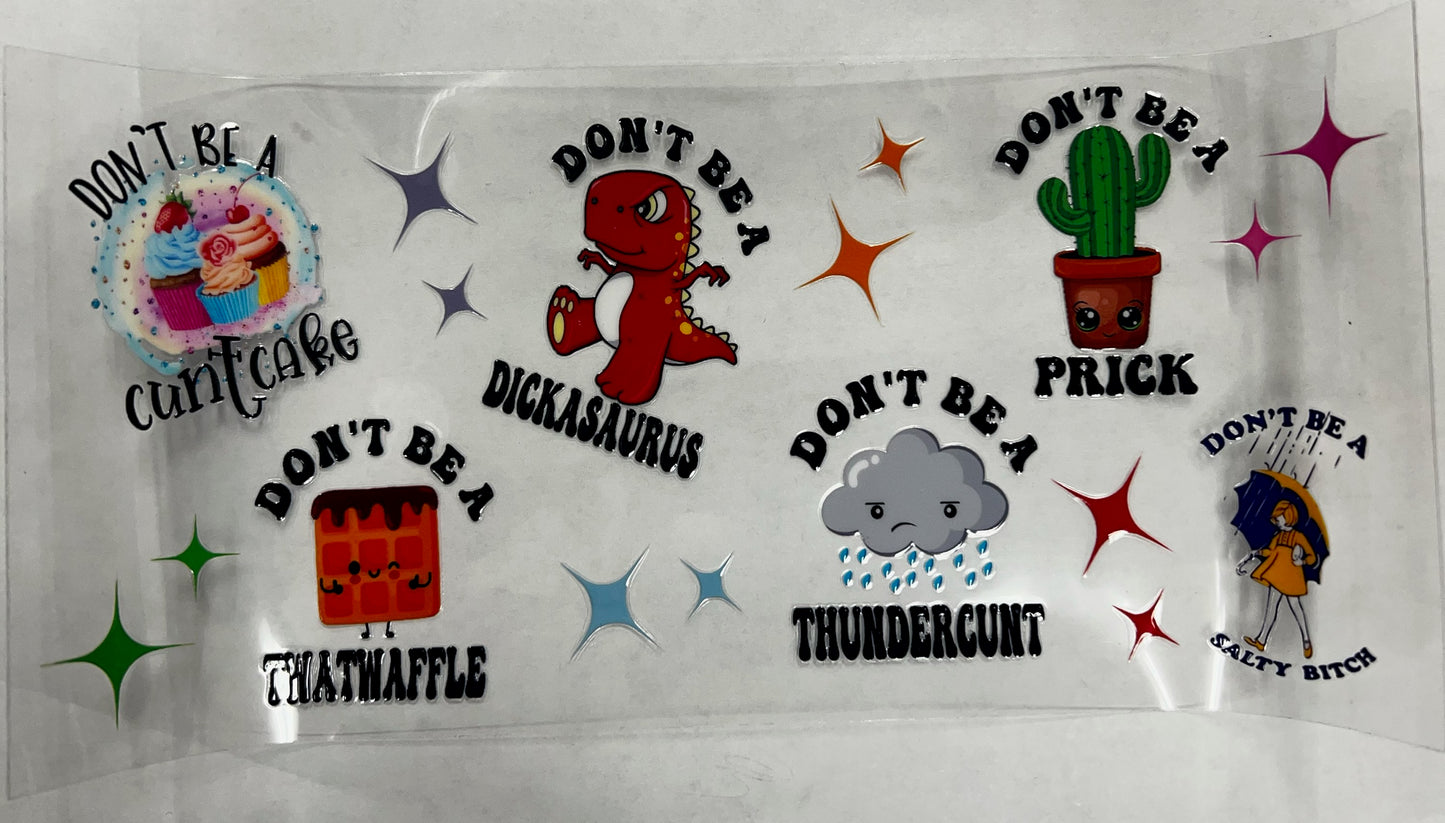 DON'T BE A
CUNTCAKE
DON'T BE A
DICKASAURUS
DON'T BE A
PRICK
DON'T BE A
THATWAFFLE
DON'T BE A
THUNDERCUNT
DON'T BE A
SALTY BITCH